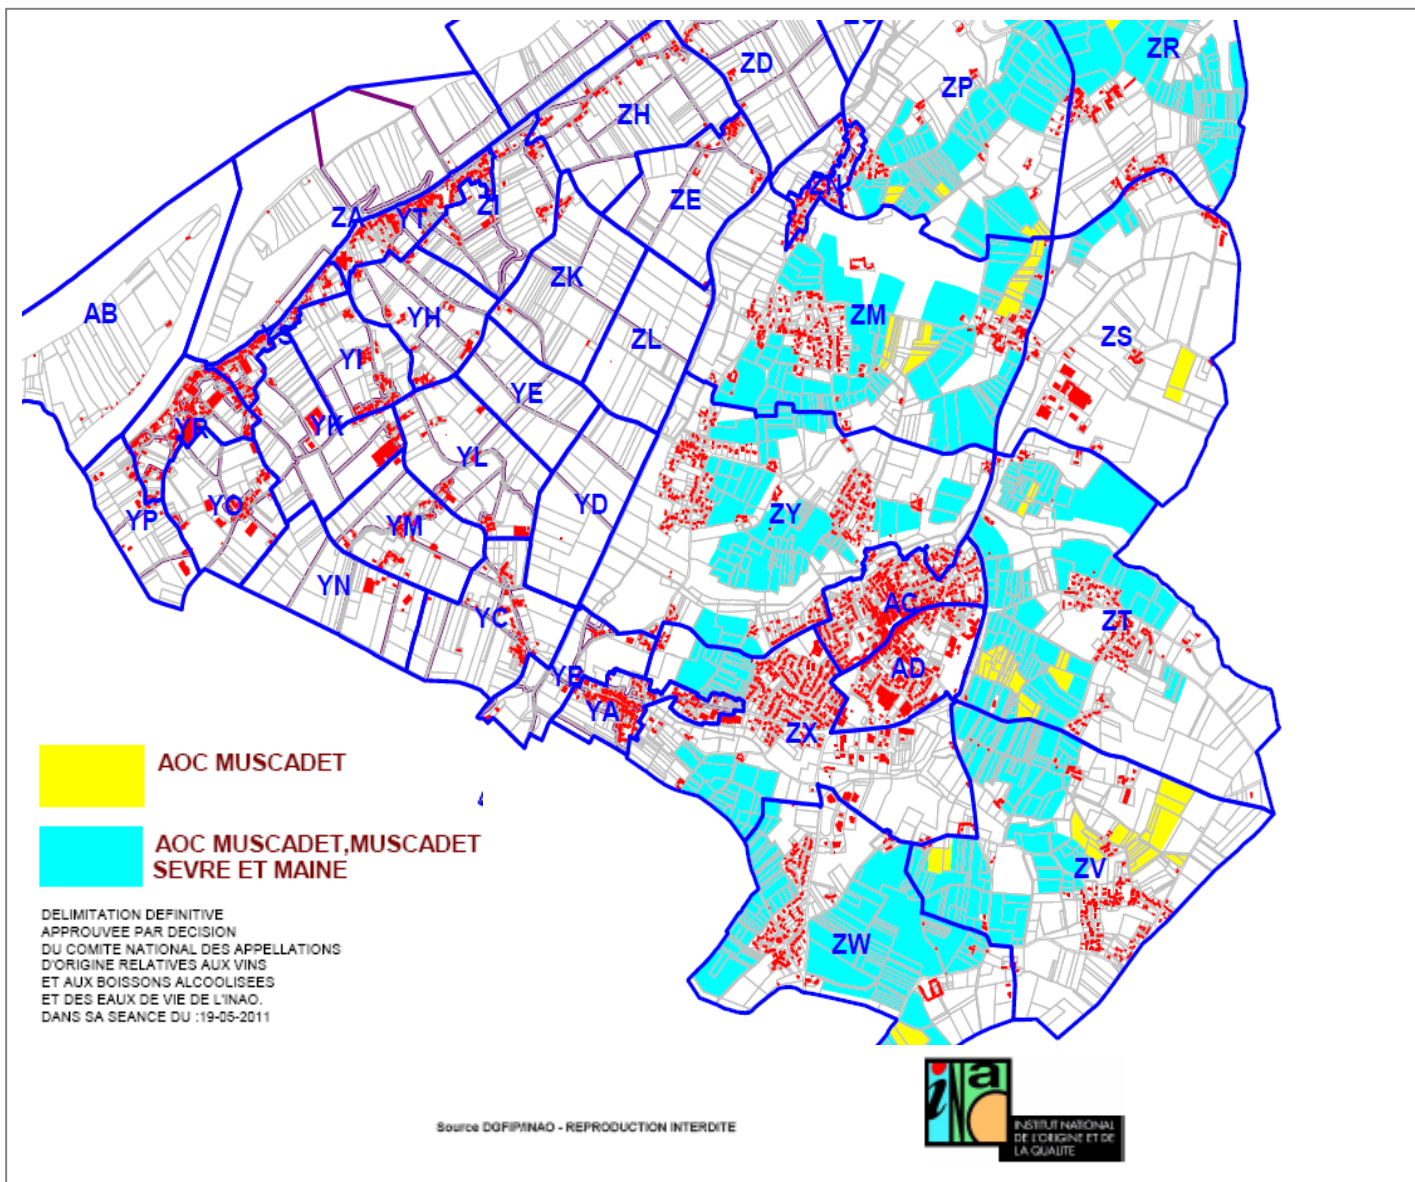 ZR
ZD
ZP
ZH
ZN
ZE
ZI
ZA
YT
ZK
AB
YH
ZM
ZL
ZS
YI
YE
YR
YK
YL
YD
ZY
YP
YO
YM
YN
AC
YC
ZT
AD
YB
YA
ZX
AOC MUSCADET
AOC MUSCADET,MUSCADET
SEVRE ET MAINE
ZV
ZW
DELIMITATION DEFINITIVE
APPROUVEE PAR DECISION
DU COMITE NATIONAL DES APPELLATIONS
D'ORIGINE RELATIVES AUX VINS
ET AUX BOISSONS ALCOOLISEES
ET DES EAUX DE VIE DE L'INAO.
DANS SA SEANCE DU :19-05-2011
iNao
INSTITUT NATIONAL
DE L'ORIGINE ET DE
LA QUALITE
Source DGFIP/INAO - REPRODUCTION INTERDITE